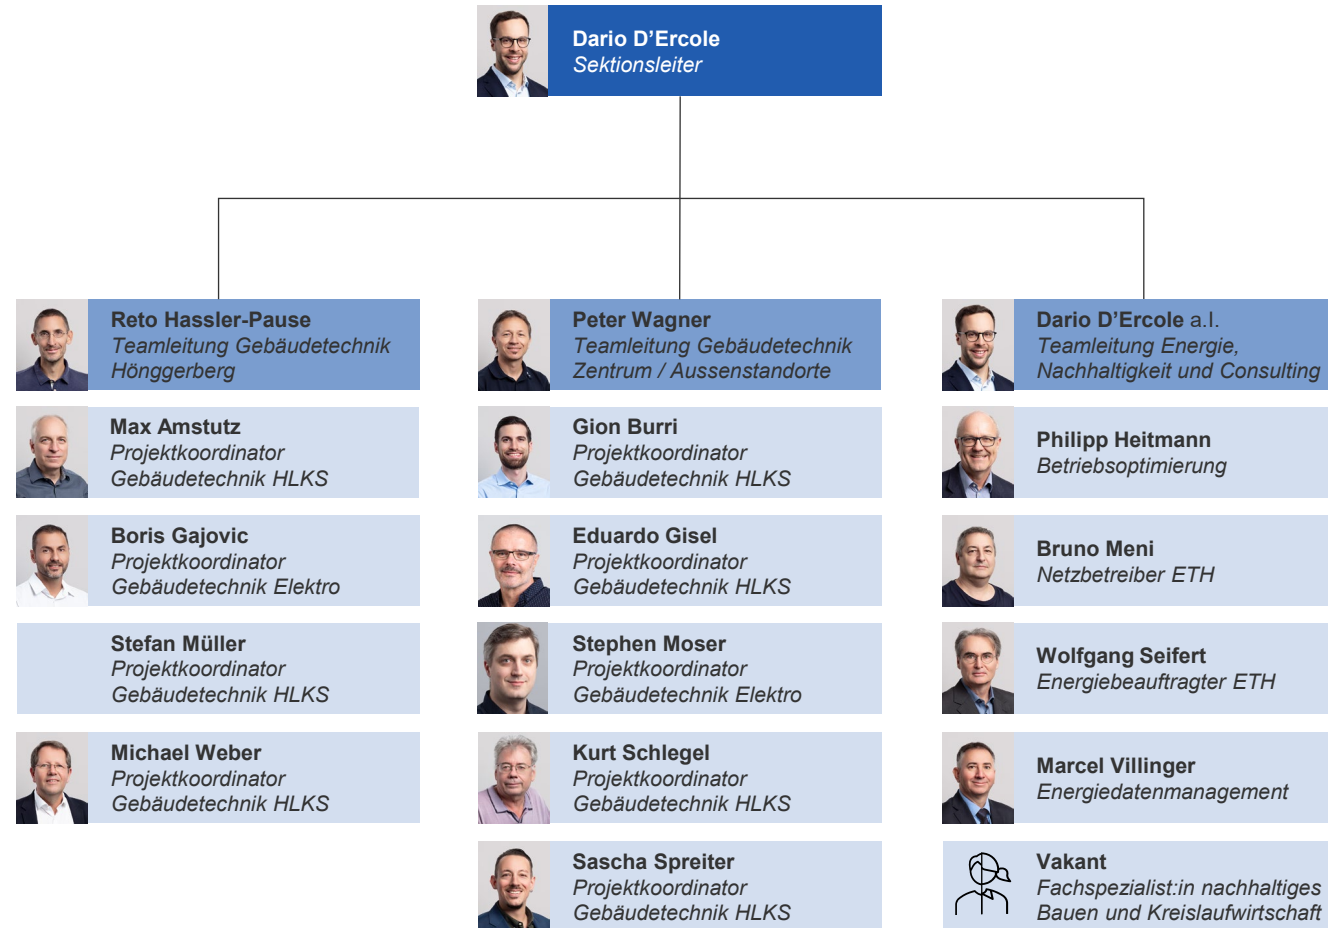 Dario D’Ercole
Sektionsleiter
Reto Hassler-Pause
Teamleitung Gebäudetechnik
Hönggerberg
Max Amstutz
Projektkoordinator
Gebäudetechnik HLKS
Boris Gajovic
Projektkoordinator
Gebäudetechnik Elektro
Stefan Müller
Projektkoordinator
Gebäudetechnik HLKS
Michael Weber
Projektkoordinator
Gebäudetechnik HLKS
Peter Wagner
Teamleitung Gebäudetechnik
Zentrum / Aussenstandorte
Gion Burri
Projektkoordinator
Gebäudetechnik HLKS
Eduardo Gisel
Projektkoordinator
Gebäudetechnik HLKS
Stephen Moser
Projektkoordinator
Gebäudetechnik Elektro
Kurt Schlegel
Projektkoordinator
Gebäudetechnik HLKS
Sascha Spreiter
Projektkoordinator
Gebäudetechnik HLKS
Dario D’Ercole a.I.
Teamleitung Energie,
Nachhaltigkeit und Consulting
Philipp Heitmann
Betriebsoptimierung
Bruno Meni
Netzbetreiber ETH
Wolfgang Seifert
Energiebeauftragter ETH
Marcel Villinger
Energiedatenmanagement
Vakant
Fachspezialist:in nachhaltiges
Bauen und Kreislaufwirtschaft